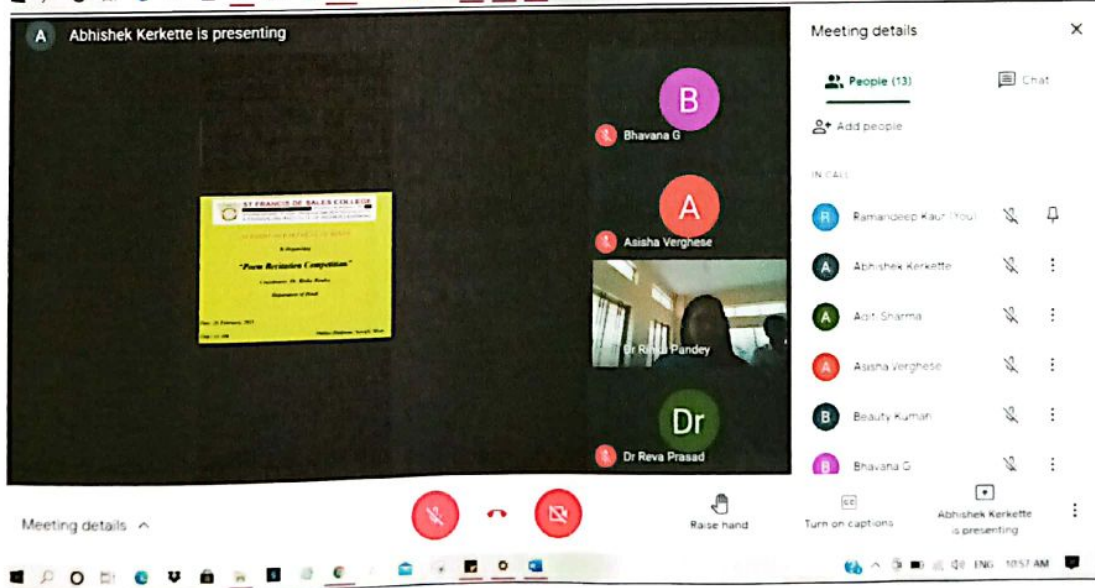 A Abhishek Kerkette is presenting
ST FRANCIS DE SALES COLLEGE
"Poem Recitation Competition"
Department of Hindi
B
Bhavana G
A
Asisha Verghese
Pandey
Dr
Dr Reva Prasad
Meeting details
People (13)
Chat
Add people
IN CALL
R Ramandeep Kaur (You)
A Abhishek Kerkette
A Aditi Sharma
A Asisha Verghese
B Beauty Kumari
B Bhavana G
Meeting details
Raise hand
CC
Turn on captions
Abhishek Kerkette
is presenting
ENG 10:57 AM